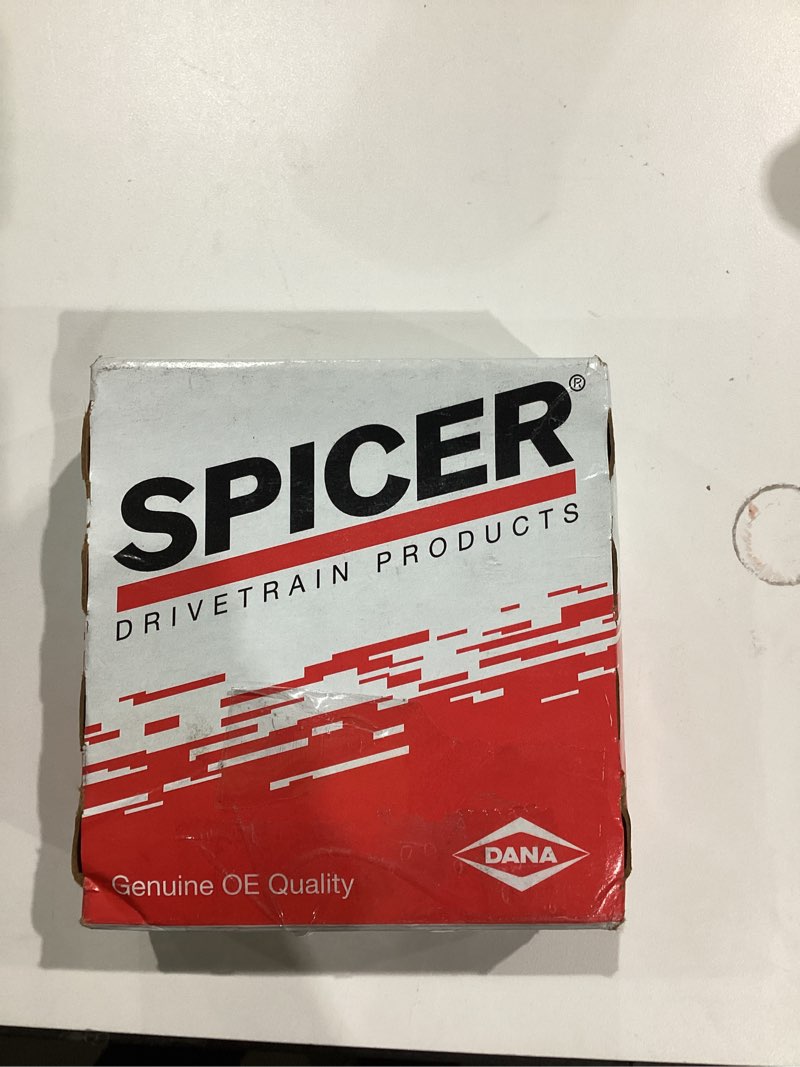 SPICER®
DRIVETRAIN PRODUCTS
DANA
Genuine OE Quality